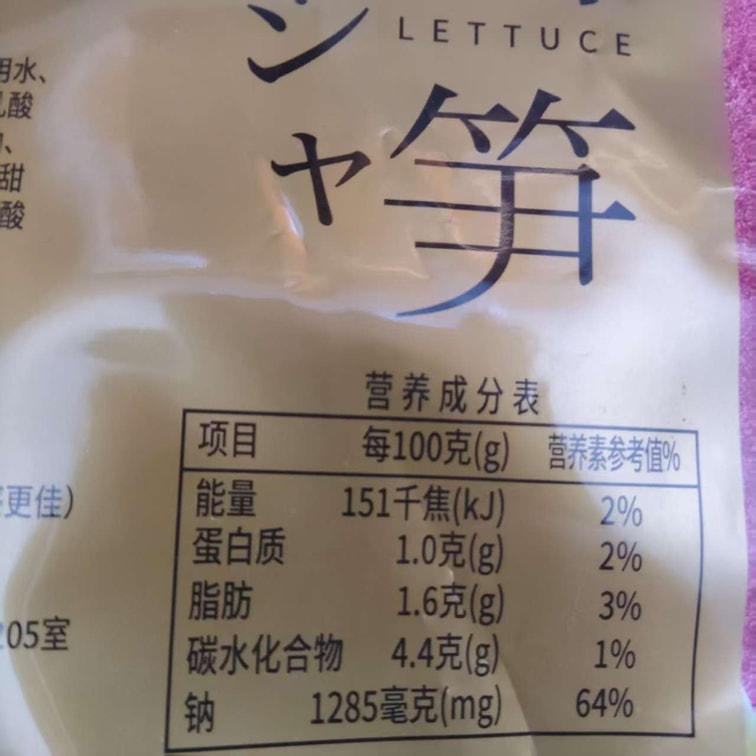 LETTUCE
シャ
笋
用水、
乳酸
、
甜
酸
更佳）
205室
营养成分表
项目 每100克(g) 营养素参考值%
能量 151千焦(kJ) 2%
蛋白质 1.0克(g) 2%
脂肪 1.6克(g) 3%
碳水化合物 4.4克(g) 1%
钠 1285毫克(mg) 64%